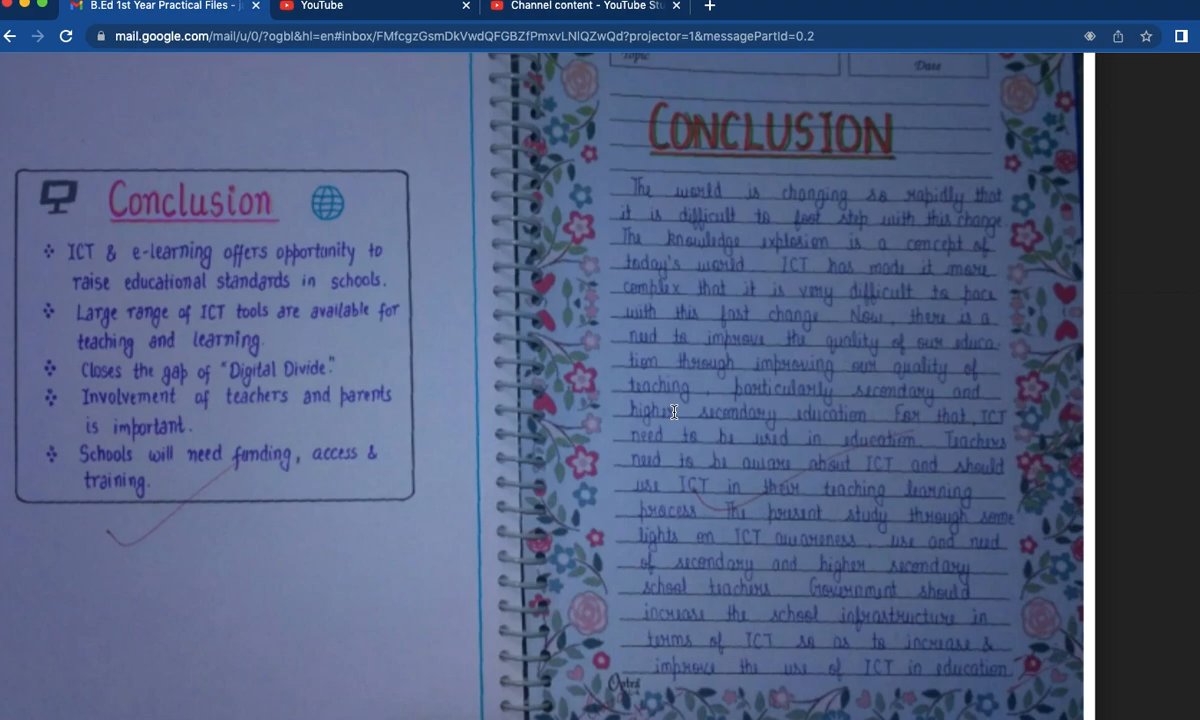 B.Ed 1st Year Practical Files - j
YouTube
Channel content - YouTube Stu
mail.google.com/mail/u/0/?ogbl&hl=en#inbox/FMfcgzGsmDkVwdQFGBZfPmxvLNlQZwQd?projector=1&messagePartId=0.2
Conclusion
ICT & e-learning offers opportunity to
raise educational standards in schools.
Large range of ICT tools are available for
teaching and learning.
Closes the gap of "Digital Divide."
Involvement of teachers and parents
is important.
Schools will need funding, access &
training.
Topic
Date
CONCLUSION
The world is changing so rapidly that
it is difficult to foot step with this change
The knowledge explosion is a concept of
today's world. ICT has made it more
complex that it is very difficult to pace
with this fast change. Now, there is a
need to improve the quality of our educa-
tion through improving our quality of
teaching, particularly secondary and
higher secondary education. For that, ICT
need to be used in education. Teachers
need to be aware about ICT and should
use ICT in their teaching learning
process. The present study through some
lights on ICT awareness, use and need
of secondary and higher secondary
school teachers. Government should
increase the school infrastructure in
terms of ICT so as to increase &
improve the use of ICT in education.